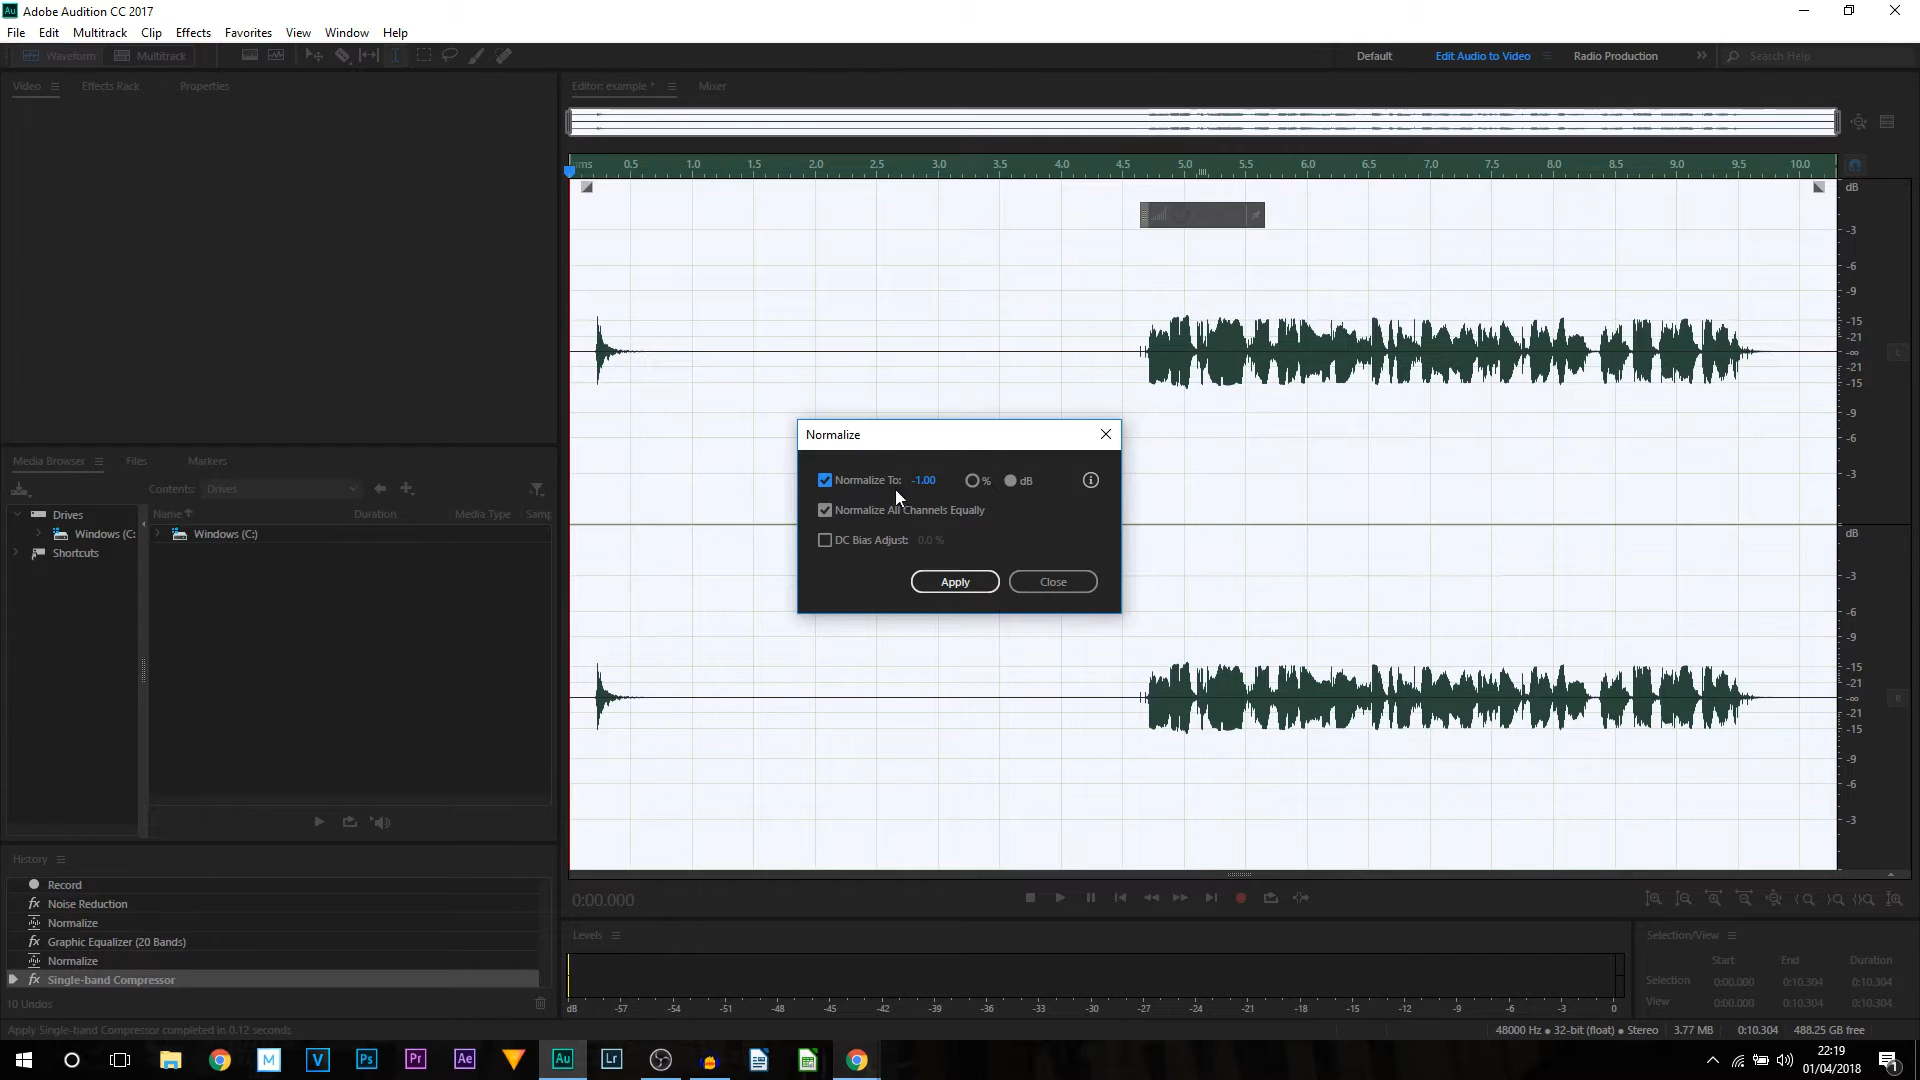 Au Adobe Audition CC 2017
File Edit Multitrack Clip Effects Favorites View Window Help
Waveform Multitrack Default Edit Audio to Video Radio Production Search Help
Video Effects Rack Properties Editor: example * Mixer
hms 0.5 1.0 1.5 2.0 2.5 3.0 3.5 4.0 4.5 5.0 5.5 6.0 6.5 7.0 7.5 8.0 8.5 9.0 9.5 10.0
dB
-3
-6
-9
-15
-21
-∞
L
-21
-15
-9
-6
-3
Normalize
Normalize To: -1.00 % dB
Normalize All Channels Equally
DC Bias Adjust: 0.0 %
Apply Close
dB
-3
-6
-9
-15
-21
-∞
R
-21
-15
-9
-6
-3
Media Browser Files Markers
Contents: Drives
Name Duration Media Type Samp
Drives
Windows (C: Windows (C:)
Shortcuts
History
Record
fx Noise Reduction
Normalize
fx Graphic Equalizer (20 Bands)
Normalize
fx Single-band Compressor
10 Undos
0:00.000
Levels
dB -57 -54 -51 -48 -45 -42 -39 -36 -33 -30 -27 -24 -21 -18 -15 -12 -9 -6 -3 0
Selection/View
Start End Duration
Selection 0:00.000 0:10.304 0:10.304
View 0:00.000 0:10.304 0:10.304
Apply Single-band Compressor completed in 0.12 seconds
48000 Hz ● 32-bit (float) ● Stereo 3.77 MB 0:10.304 488.25 GB free
M V Ps Pr Ae Au Lr
22:19
01/04/2018
1